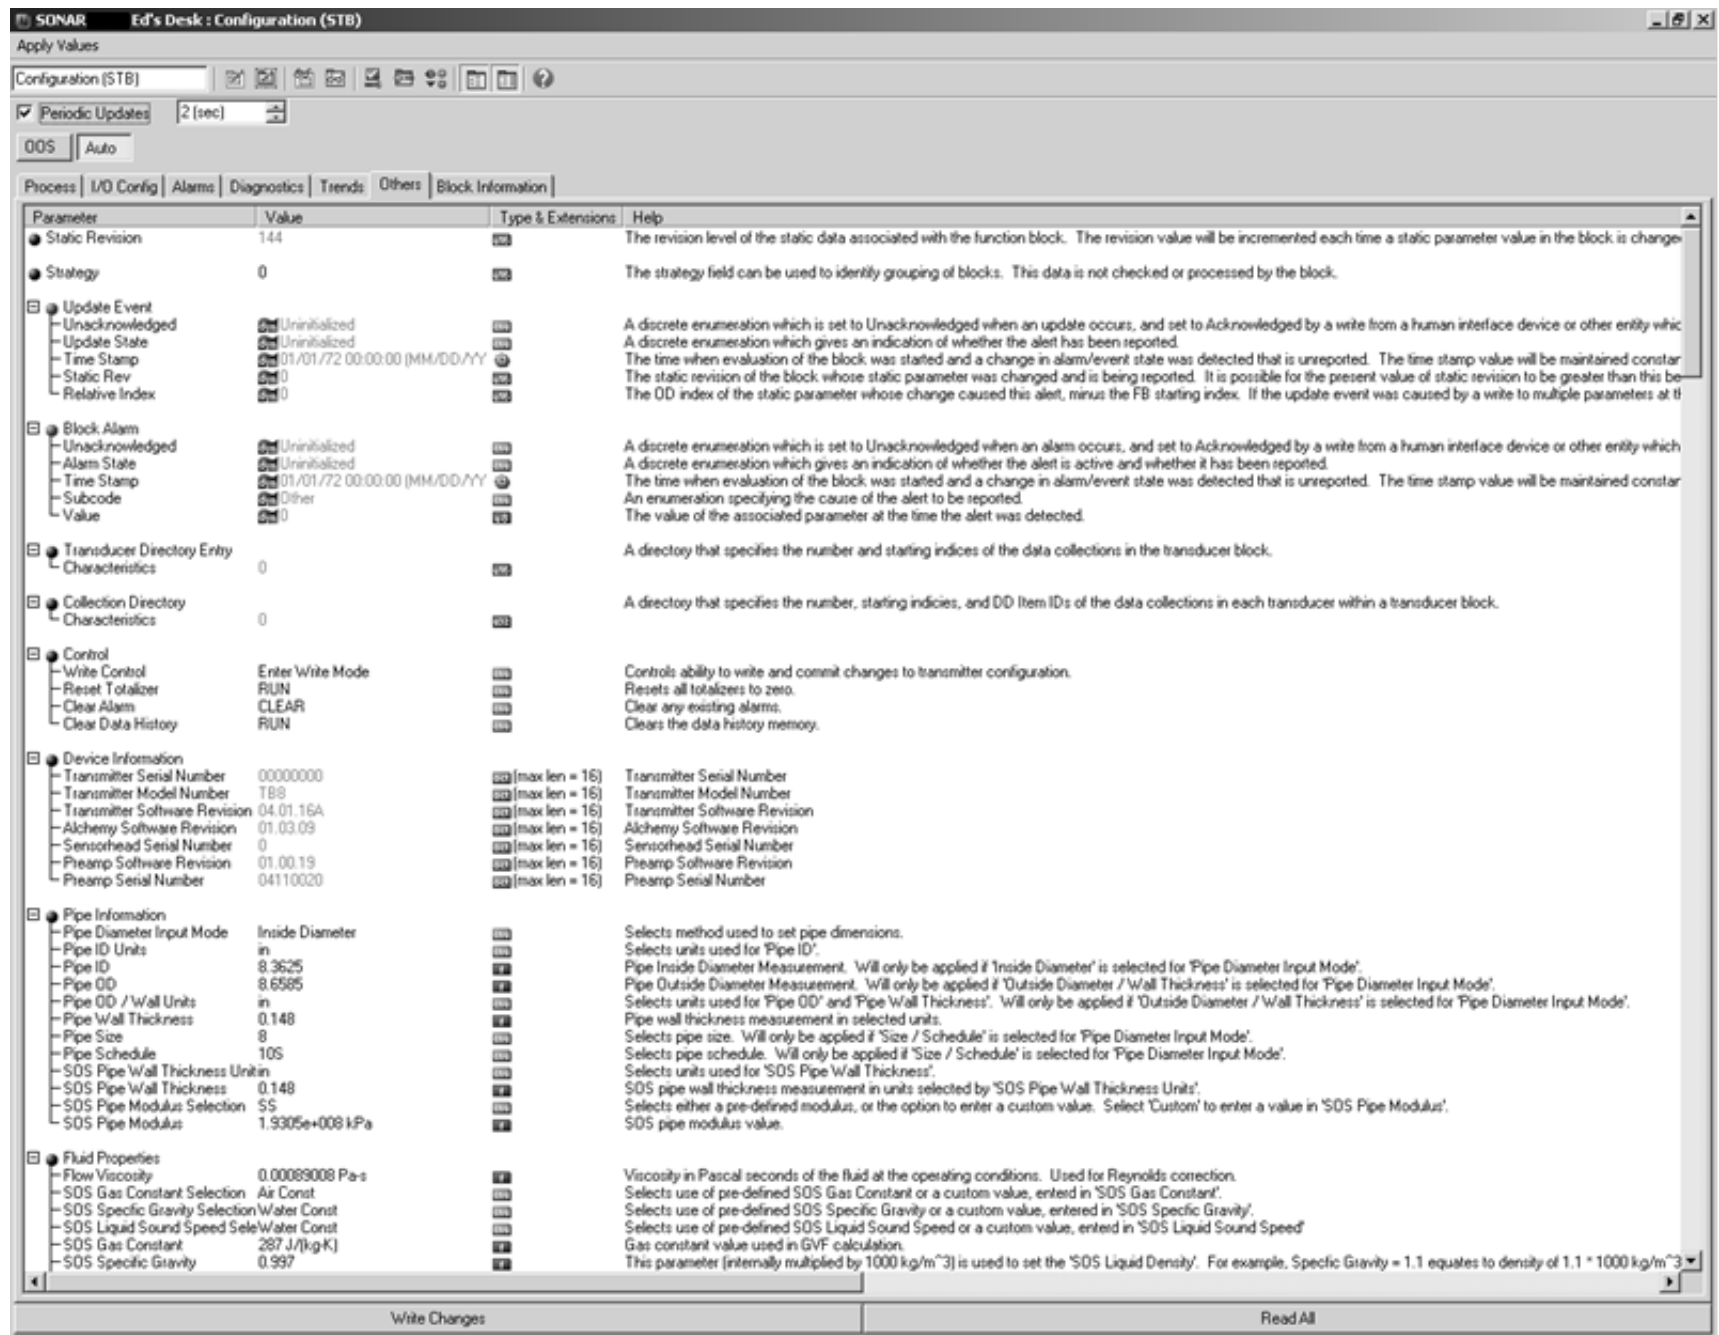 SONAR Ed's Desk : Configuration (STB)
Apply Values
Configuration (STB)
Periodic Updates 2 (sec)
OOS Auto
Process I/O Config Alarms Diagnostics Trends Others Block Information
Parameter Value Type & Extensions Help
Static Revision 144 The revision level of the static data associated with the function block. The revision value will be incremented each time a static parameter value in the block is change
Strategy 0 The strategy field can be used to identify grouping of blocks. This data is not checked or processed by the block.
Update Event
Unacknowledged Uninitialized A discrete enumeration which is set to Unacknowledged when an update occurs, and set to Acknowledged by a write from a human interface device or other entity whic
Update State Uninitialized A discrete enumeration which gives an indication of whether the alert has been reported.
Time Stamp 01/01/72 00:00:00 (MM/DD/YY The time when evaluation of the block was started and a change in alarm/event state was detected that is unreported. The time stamp value will be maintained constar
Static Rev 0 The static revision of the block whose static parameter was changed and is being reported. It is possible for the present value of static revision to be greater than this be
Relative Index 0 The OD index of the static parameter whose change caused this alert, minus the FB starting index. If the update event was caused by a write to multiple parameters at t
Block Alarm
Unacknowledged Uninitialized A discrete enumeration which is set to Unacknowledged when an alarm occurs, and set to Acknowledged by a write from a human interface device or other entity which
Alarm State Uninitialized A discrete enumeration which gives an indication of whether the alert is active and whether it has been reported.
Time Stamp 01/01/72 00:00:00 (MM/DD/YY The time when evaluation of the block was started and a change in alarm/event state was detected that is unreported. The time stamp value will be maintained constar
Subcode Other An enumeration specifying the cause of the alert to be reported.
Value 0 The value of the associated parameter at the time the alert was detected.
Transducer Directory Entry A directory that specifies the number and starting indices of the data collections in the transducer block.
Characteristics 0
Collection Directory A directory that specifies the number, starting indicies, and DD Item IDs of the data collections in each transducer within a transducer block.
Characteristics 0
Control
Write Control Enter Write Mode Controls ability to write and commit changes to transmitter configuration.
Reset Totalizer RUN Resets all totalizers to zero.
Clear Alarm CLEAR Clear any existing alarms.
Clear Data History RUN Clears the data history memory.
Device Information
Transmitter Serial Number 00000000 (max len = 16) Transmitter Serial Number
Transmitter Model Number TB8 (max len = 16) Transmitter Model Number
Transmitter Software Revision 04.01.16A (max len = 16) Transmitter Software Revision
Alchemy Software Revision 01.03.09 (max len = 16) Alchemy Software Revision
Sensorhead Serial Number 0 (max len = 16) Sensorhead Serial Number
Preamp Software Revision 01.00.19 (max len = 16) Preamp Software Revision
Preamp Serial Number 04110020 (max len = 16) Preamp Serial Number
Pipe Information
Pipe Diameter Input Mode Inside Diameter Selects method used to set pipe dimensions.
Pipe ID Units in Selects units used for 'Pipe ID'.
Pipe ID 8.3625 Pipe Inside Diameter Measurement. Will only be applied if 'Inside Diameter' is selected for 'Pipe Diameter Input Mode'.
Pipe OD 8.6585 Pipe Outside Diameter Measurement. Will only be applied if 'Outside Diameter / Wall Thickness' is selected for 'Pipe Diameter Input Mode'.
Pipe OD / Wall Units in Selects units used for 'Pipe OD' and 'Pipe Wall Thickness'. Will only be applied if 'Outside Diameter / Wall Thickness' is selected for 'Pipe Diameter Input Mode'.
Pipe Wall Thickness 0.148 Pipe wall thickness measurement in selected units.
Pipe Size 8 Selects pipe size. Will only be applied if 'Size / Schedule' is selected for 'Pipe Diameter Input Mode'.
Pipe Schedule 10S Selects pipe schedule. Will only be applied if 'Size / Schedule' is selected for 'Pipe Diameter Input Mode'.
SOS Pipe Wall Thickness Unit in Selects units used for 'SOS Pipe Wall Thickness'.
SOS Pipe Wall Thickness 0.148 SOS pipe wall thickness measurement in units selected by 'SOS Pipe Wall Thickness Units'.
SOS Pipe Modulus Selection SS Selects either a pre-defined modulus, or the option to enter a custom value. Select 'Custom' to enter a value in 'SOS Pipe Modulus'.
SOS Pipe Modulus 1.9305e+008 kPa SOS pipe modulus value.
Fluid Properties
Flow Viscosity 0.00089008 Pa-s Viscosity in Pascal seconds of the fluid at the operating conditions. Used for Reynolds correction.
SOS Gas Constant Selection Air Const Selects use of pre-defined SOS Gas Constant or a custom value, enterd in 'SOS Gas Constant'.
SOS Specfic Gravity Selection Water Const Selects use of pre-defined SOS Specific Gravity or a custom value, entered in 'SOS Specfic Gravity'.
SOS Liquid Sound Speed Sele Water Const Selects use of pre-defined SOS Liquid Sound Speed or a custom value, enterd in 'SOS Liquid Sound Speed'
SOS Gas Constant 287 J/(kg-K) Gas constant value used in GVF calculation.
SOS Specific Gravity 0.997 This parameter (internally multiplied by 1000 kg/m^3) is used to set the 'SOS Liquid Density'. For example, Specfic Gravity = 1.1 equates to density of 1.1 * 1000 kg/m^3
Write Changes Read All